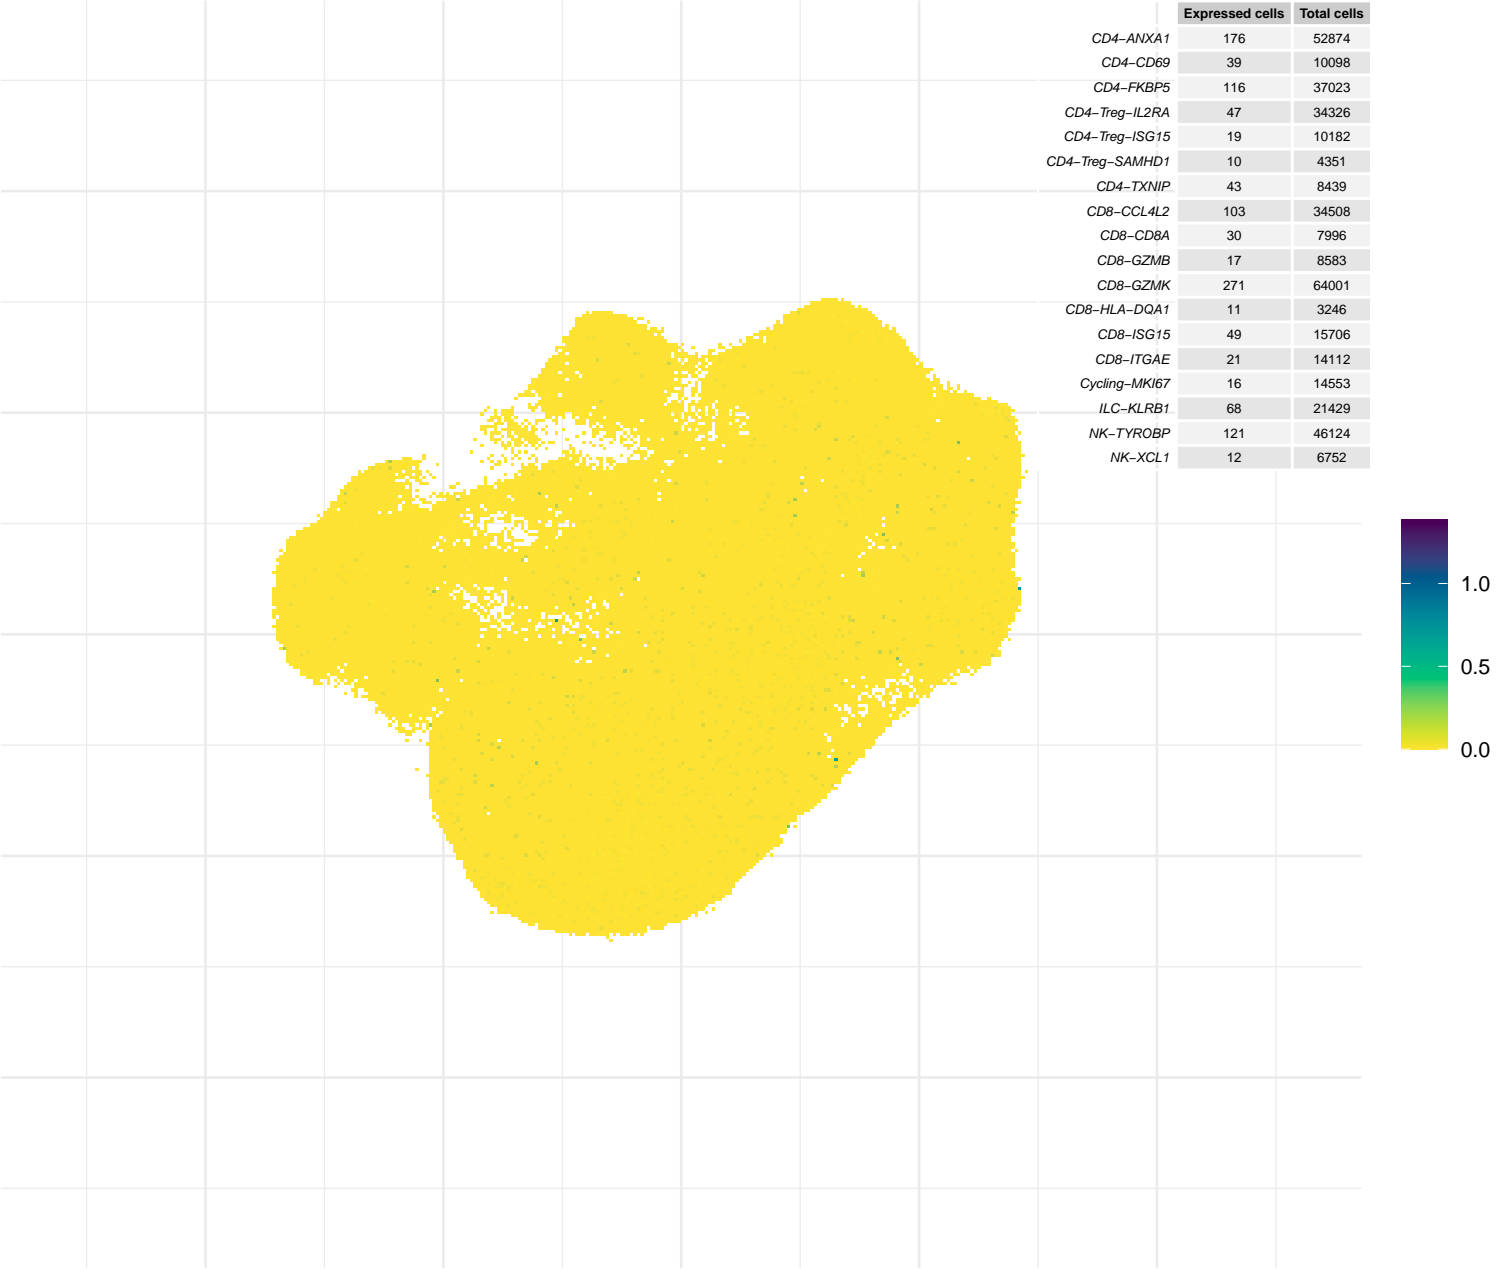 Expressed cells Total cells
CD4−ANXA1 176 52874
CD4−CD69 39 10098
CD4−FKBP5 116 37023
CD4−Treg−IL2RA 47 34326
CD4−Treg−ISG15 19 10182
CD4−Treg−SAMHD1 10 4351
CD4−TXNIP 43 8439
CD8−CCL4L2 103 34508
CD8−CD8A 30 7996
CD8−GZMB 17 8583
CD8−GZMK 271 64001
CD8−HLA−DQA1 11 3246
CD8−ISG15 49 15706
CD8−ITGAE 21 14112
Cycling−MKI67 16 14553
ILC−KLRB1 68 21429
NK−TYROBP 121 46124
NK−XCL1 12 6752
1.0
0.5
0.0